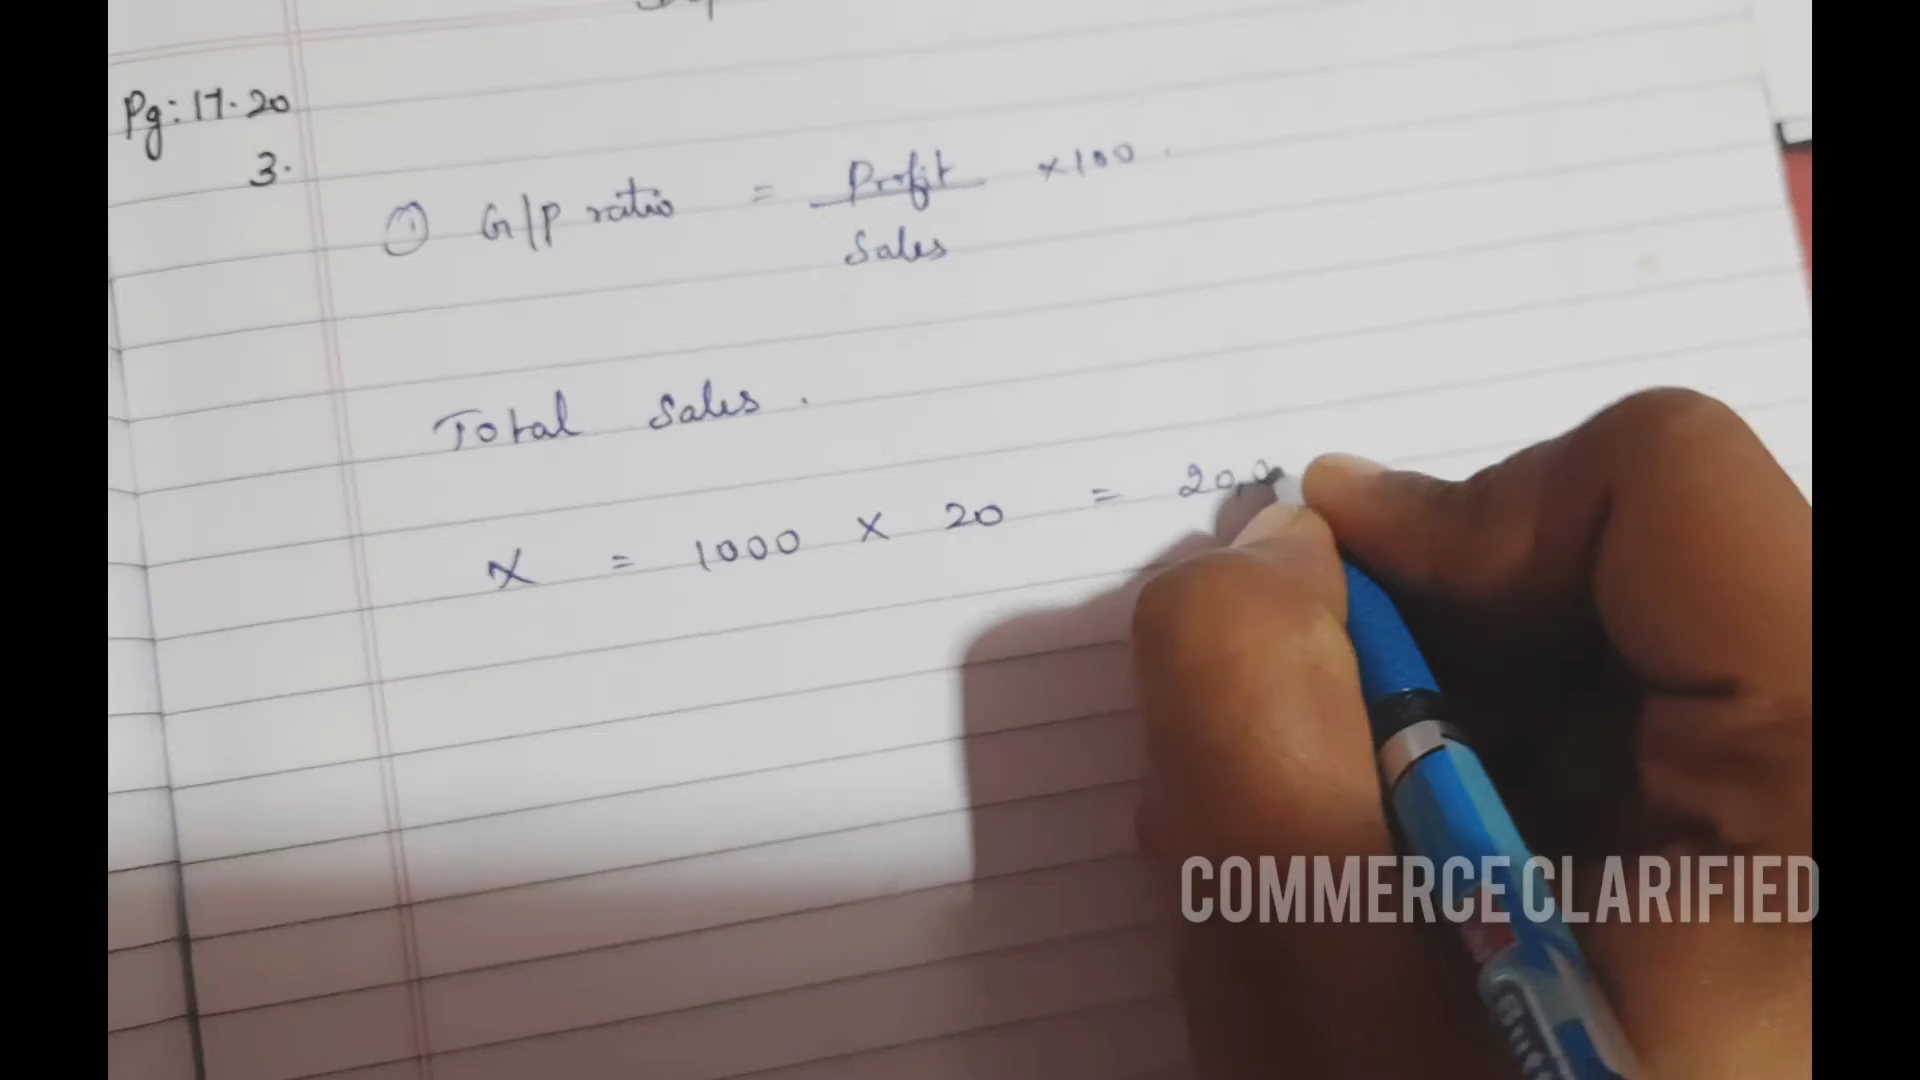 Pg: 17.20
3.
① G/P ratio = Profit / Sales ×100.
Total Sales.
X = 1000 × 20 = 20,0
COMMERCE CLARIFIED